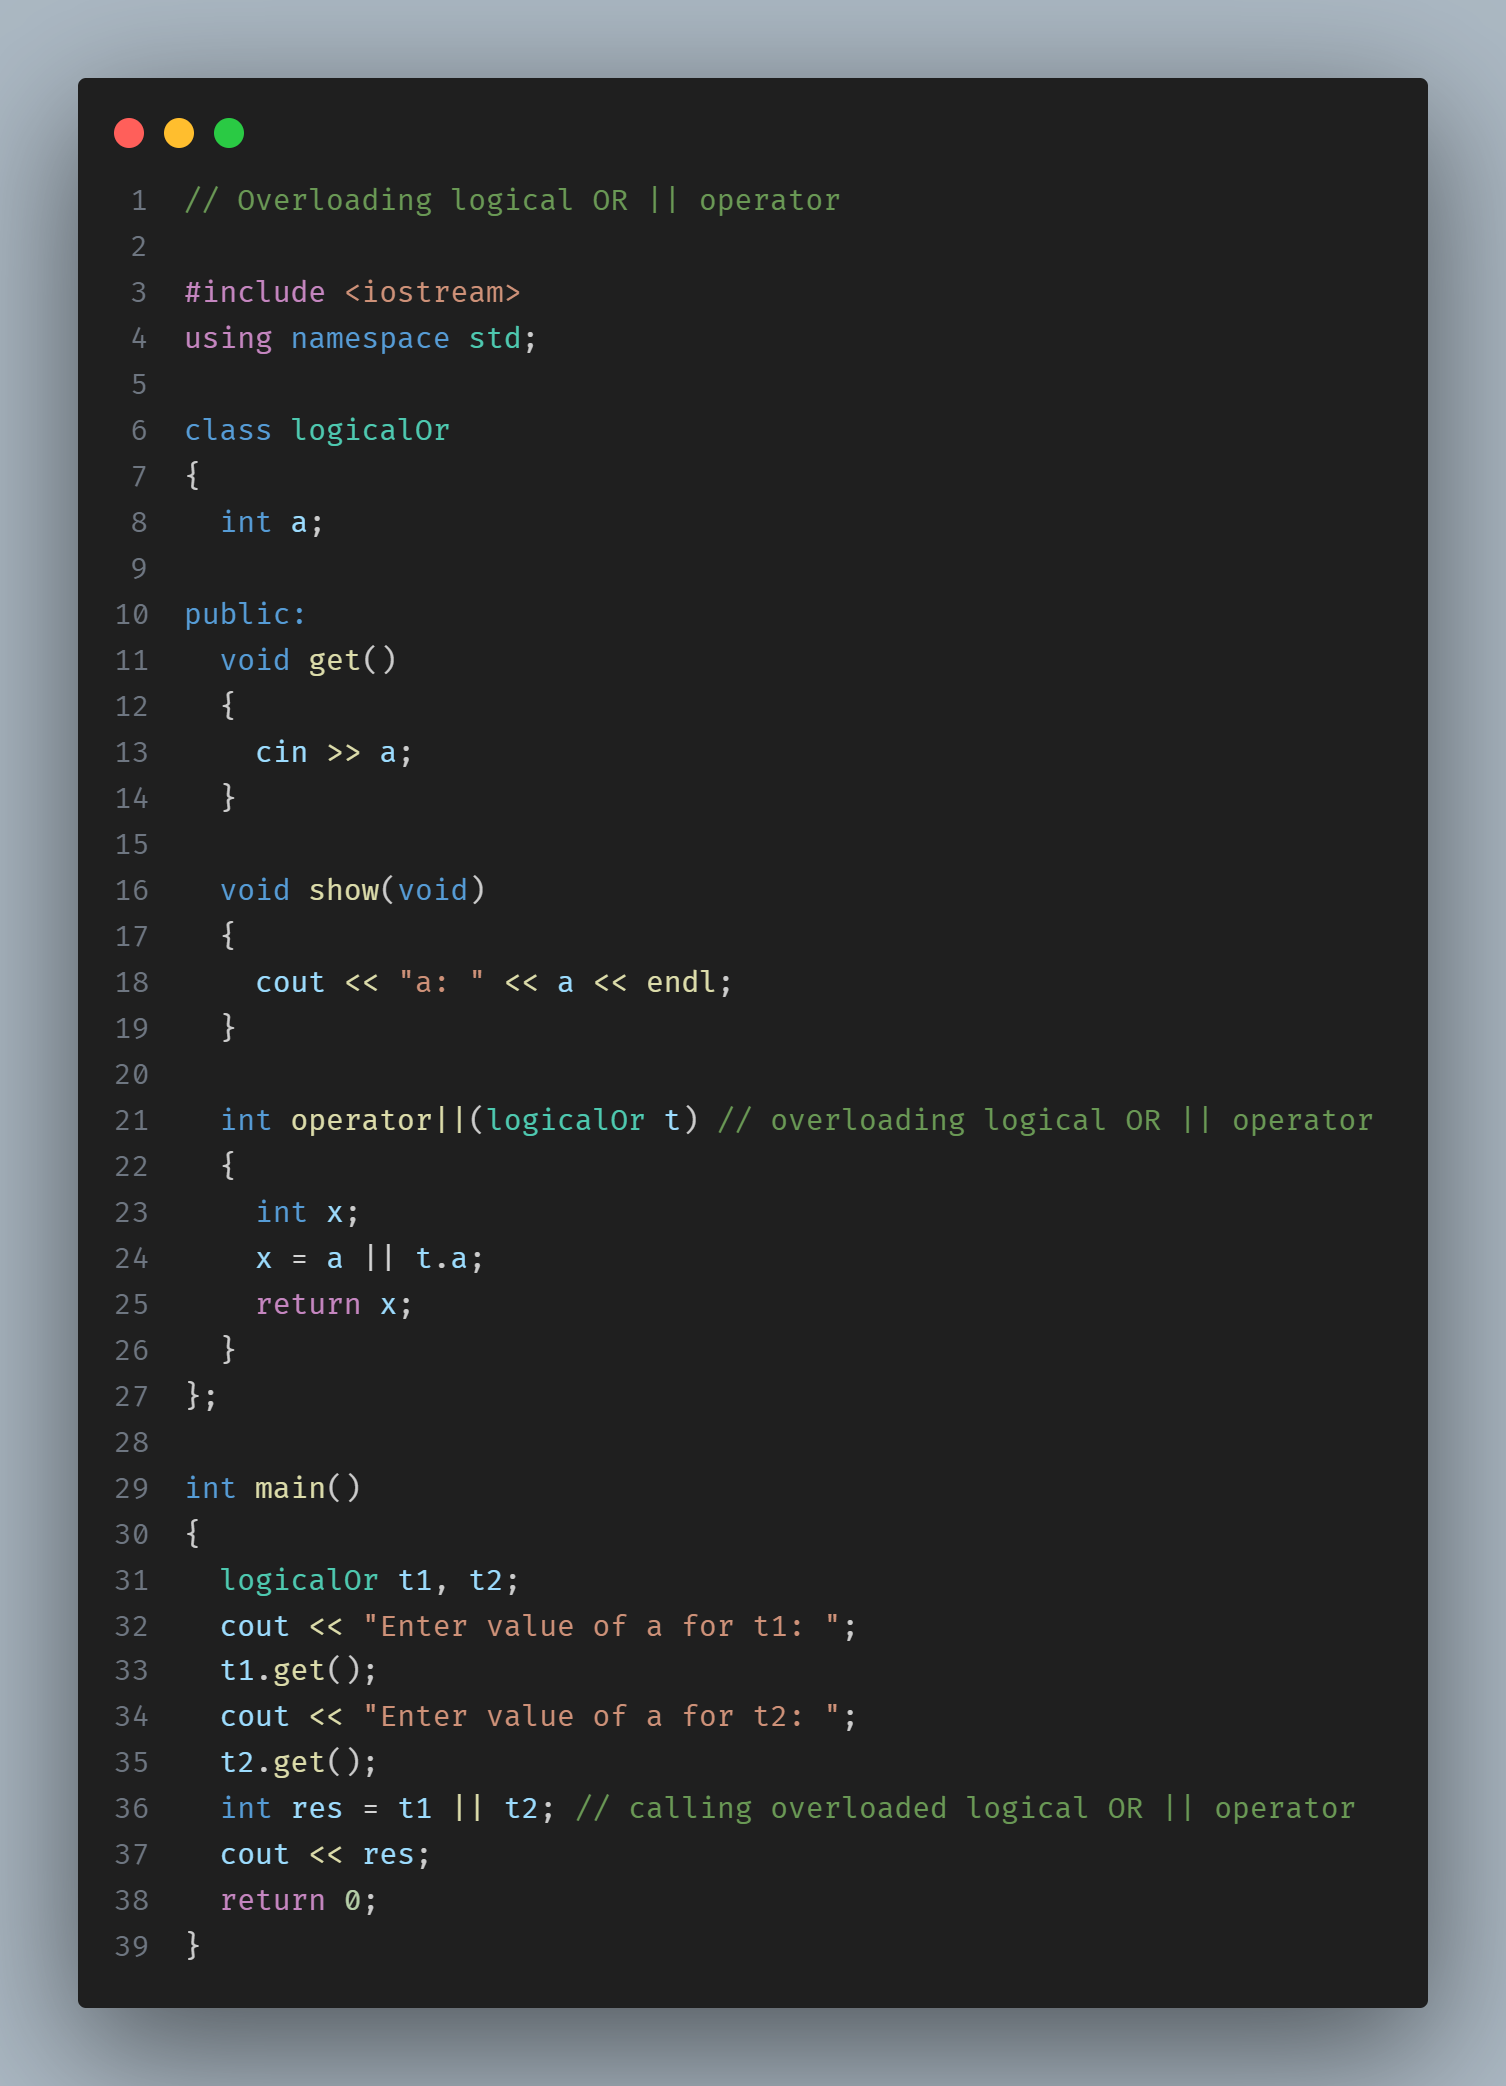 1 // Overloading logical OR || operator
2
3 #include <iostream>
4 using namespace std;
5
6 class logicalOr
7 {
8   int a;
9
10 public:
11   void get()
12   {
13     cin >> a;
14   }
15
16   void show(void)
17   {
18     cout << "a: " << a << endl;
19   }
20
21   int operator||(logicalOr t) // overloading logical OR || operator
22   {
23     int x;
24     x = a || t.a;
25     return x;
26   }
27 };
28
29 int main()
30 {
31   logicalOr t1, t2;
32   cout << "Enter value of a for t1: ";
33   t1.get();
34   cout << "Enter value of a for t2: ";
35   t2.get();
36   int res = t1 || t2; // calling overloaded logical OR || operator
37   cout << res;
38   return 0;
39 }